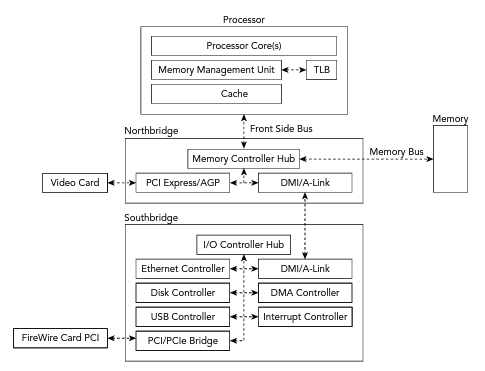 Processor
Processor Core(s)
Memory Management Unit
TLB
Cache
Front Side Bus
Northbridge
Memory
Memory Controller Hub
Memory Bus
Video Card
PCI Express/AGP
DMI/A-Link
Southbridge
I/O Controller Hub
Ethernet Controller
DMI/A-Link
Disk Controller
DMA Controller
USB Controller
Interrupt Controller
FireWire Card PCI
PCI/PCIe Bridge